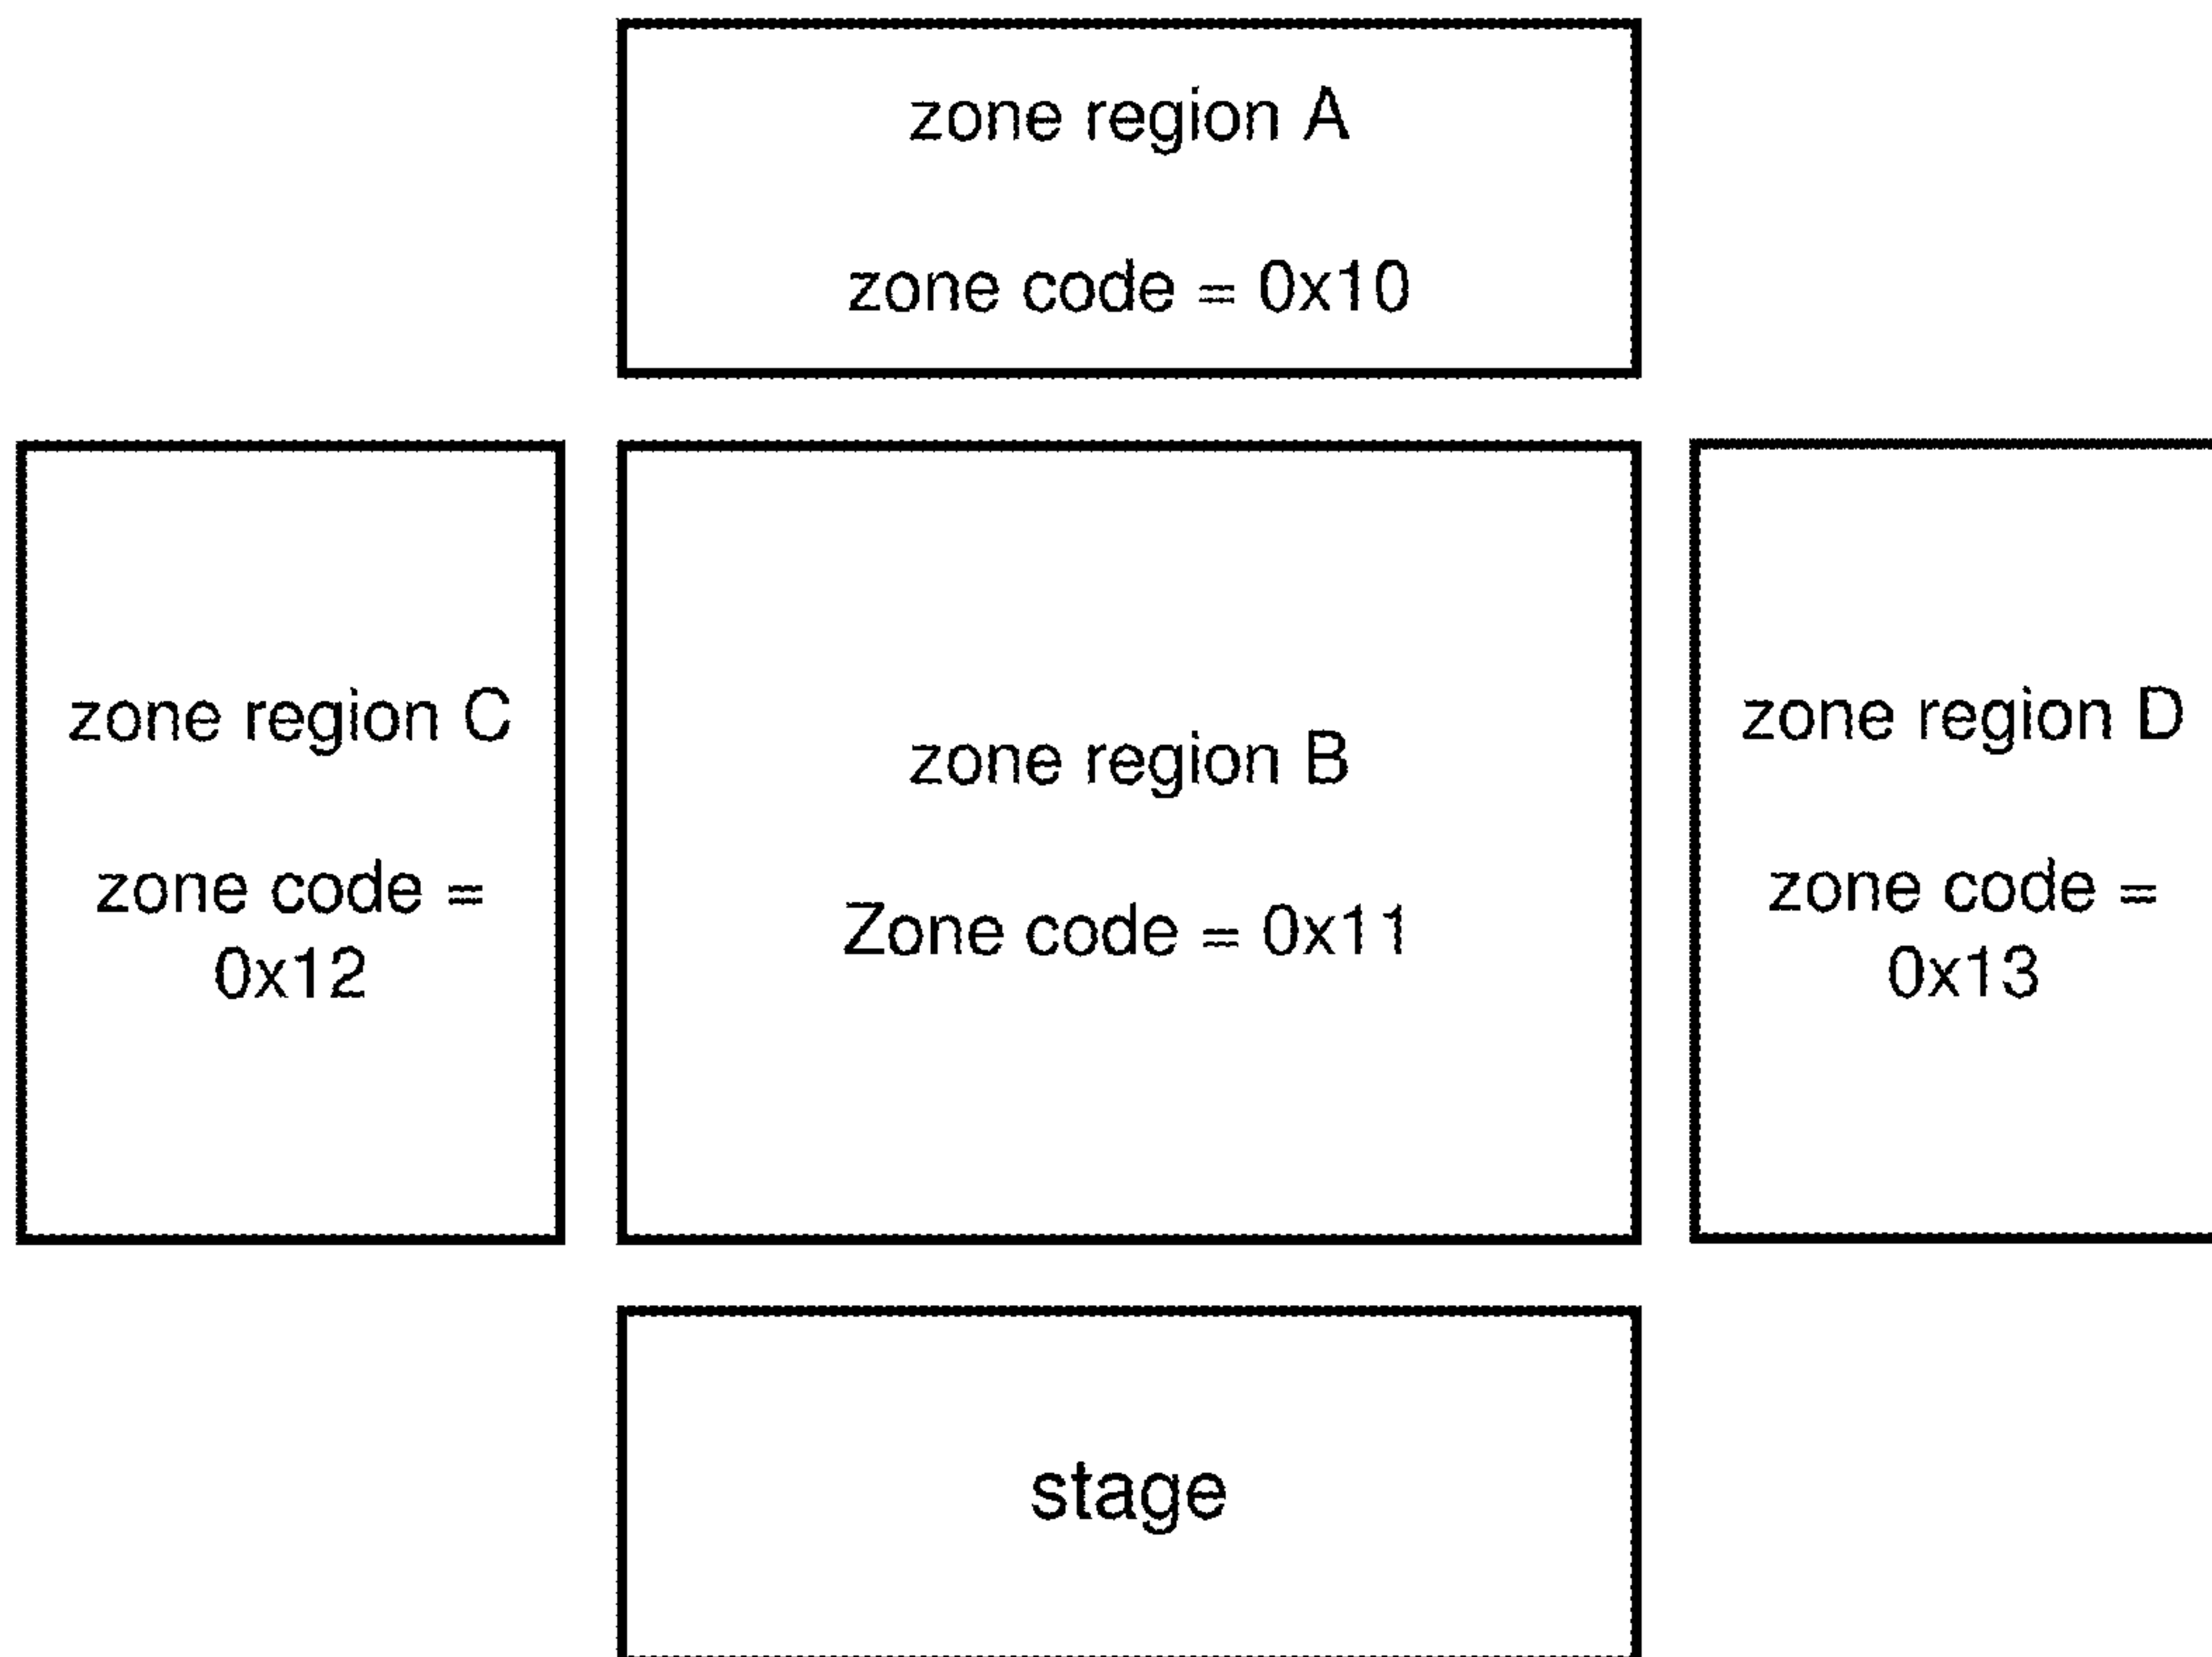 zone region A
zone code = 0x10
zone region C
zone code =
0x12
zone region B
Zone code = 0x11
zone region D
zone code =
0x13
stage